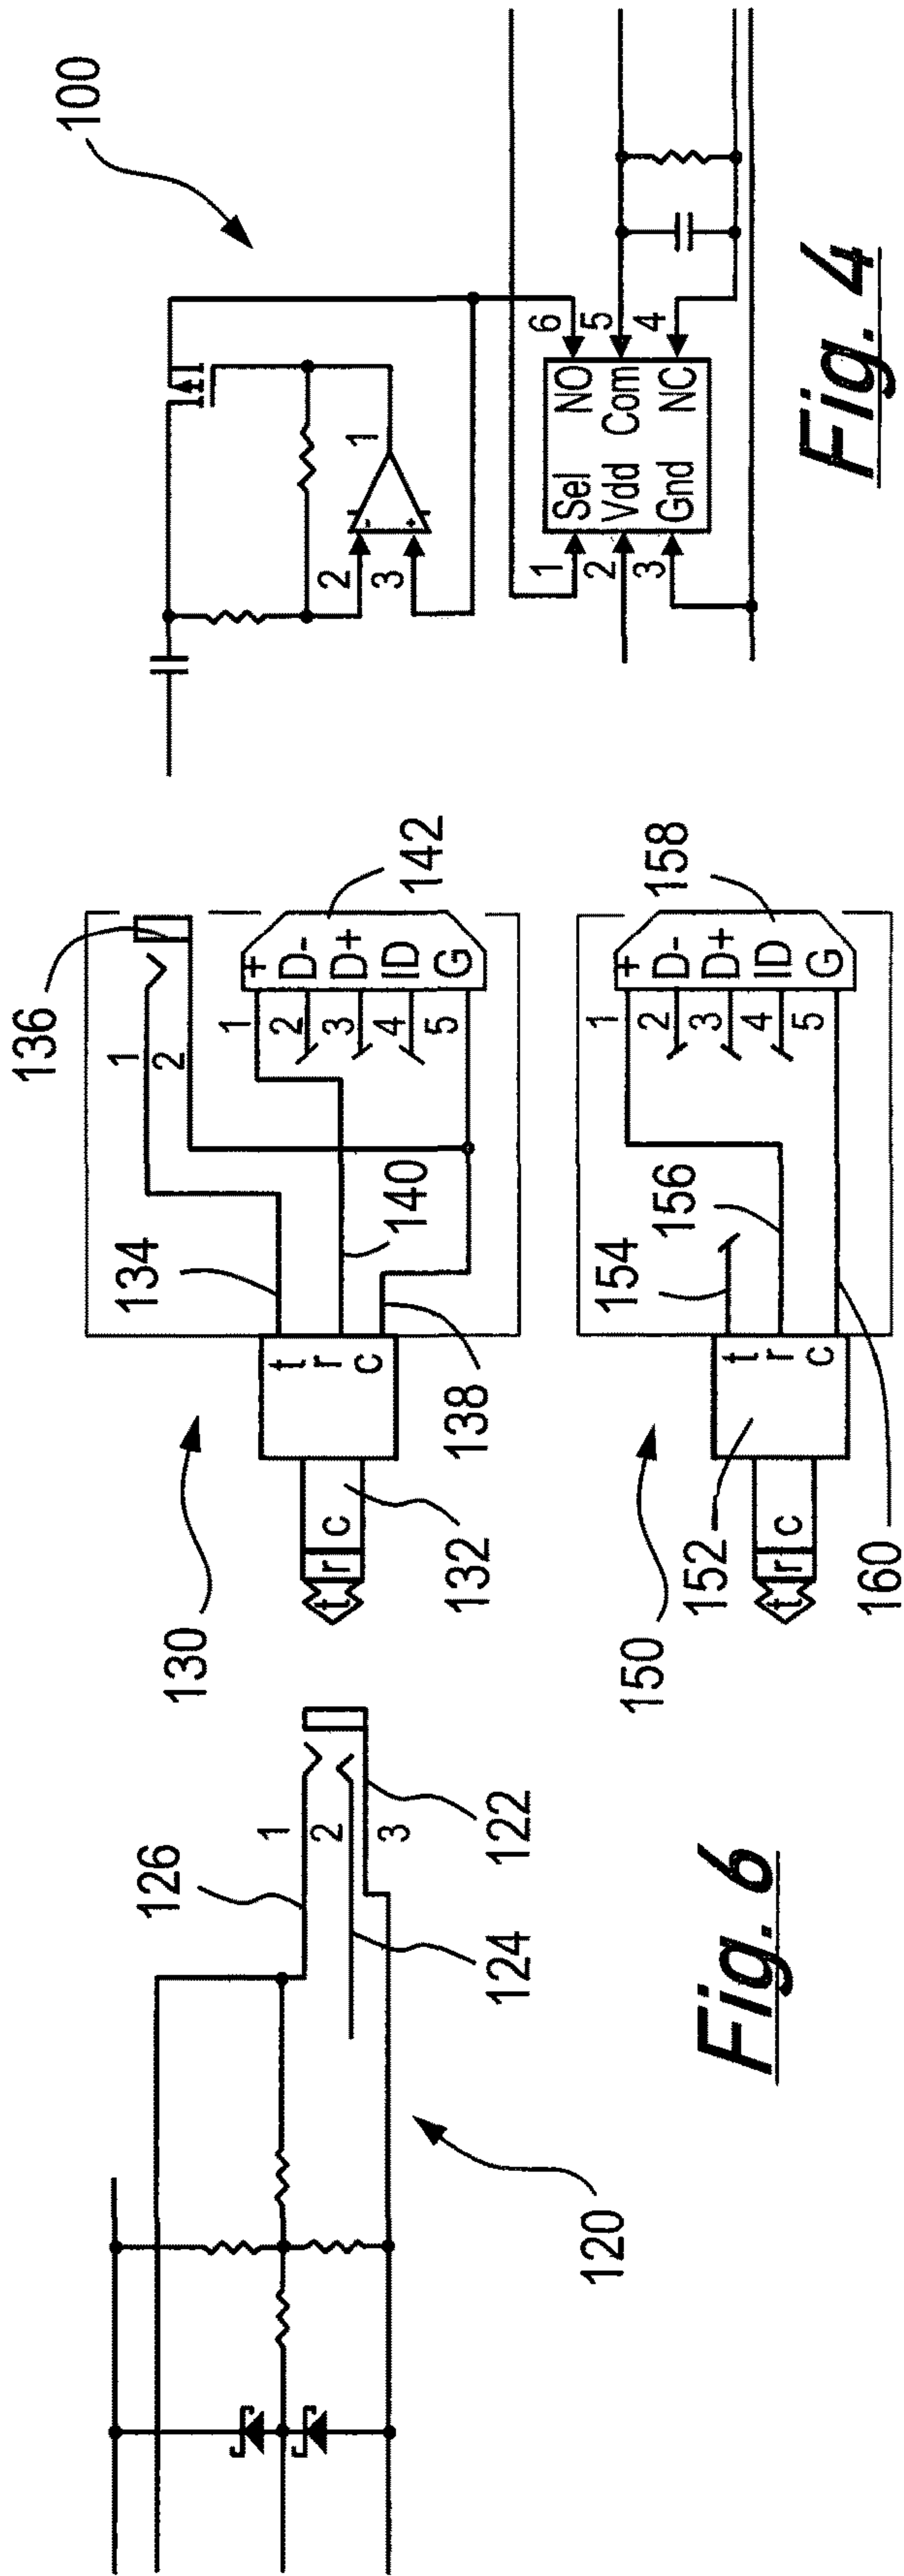 100
6
5
4
NO
Com
NC
Sel
Vdd
Gnd
1
2
3
1
2
3
-
+
Fig. 4
136
1
2
134
140
138
142
1
2
3
4
5
+
D-
D+
ID
G
t
r
c
t
r
c
130
132
158
1
2
3
4
5
+
D-
D+
ID
G
154
156
160
t
r
c
t
r
c
150
152
126
1
2
3
122
124
120
Fig. 6